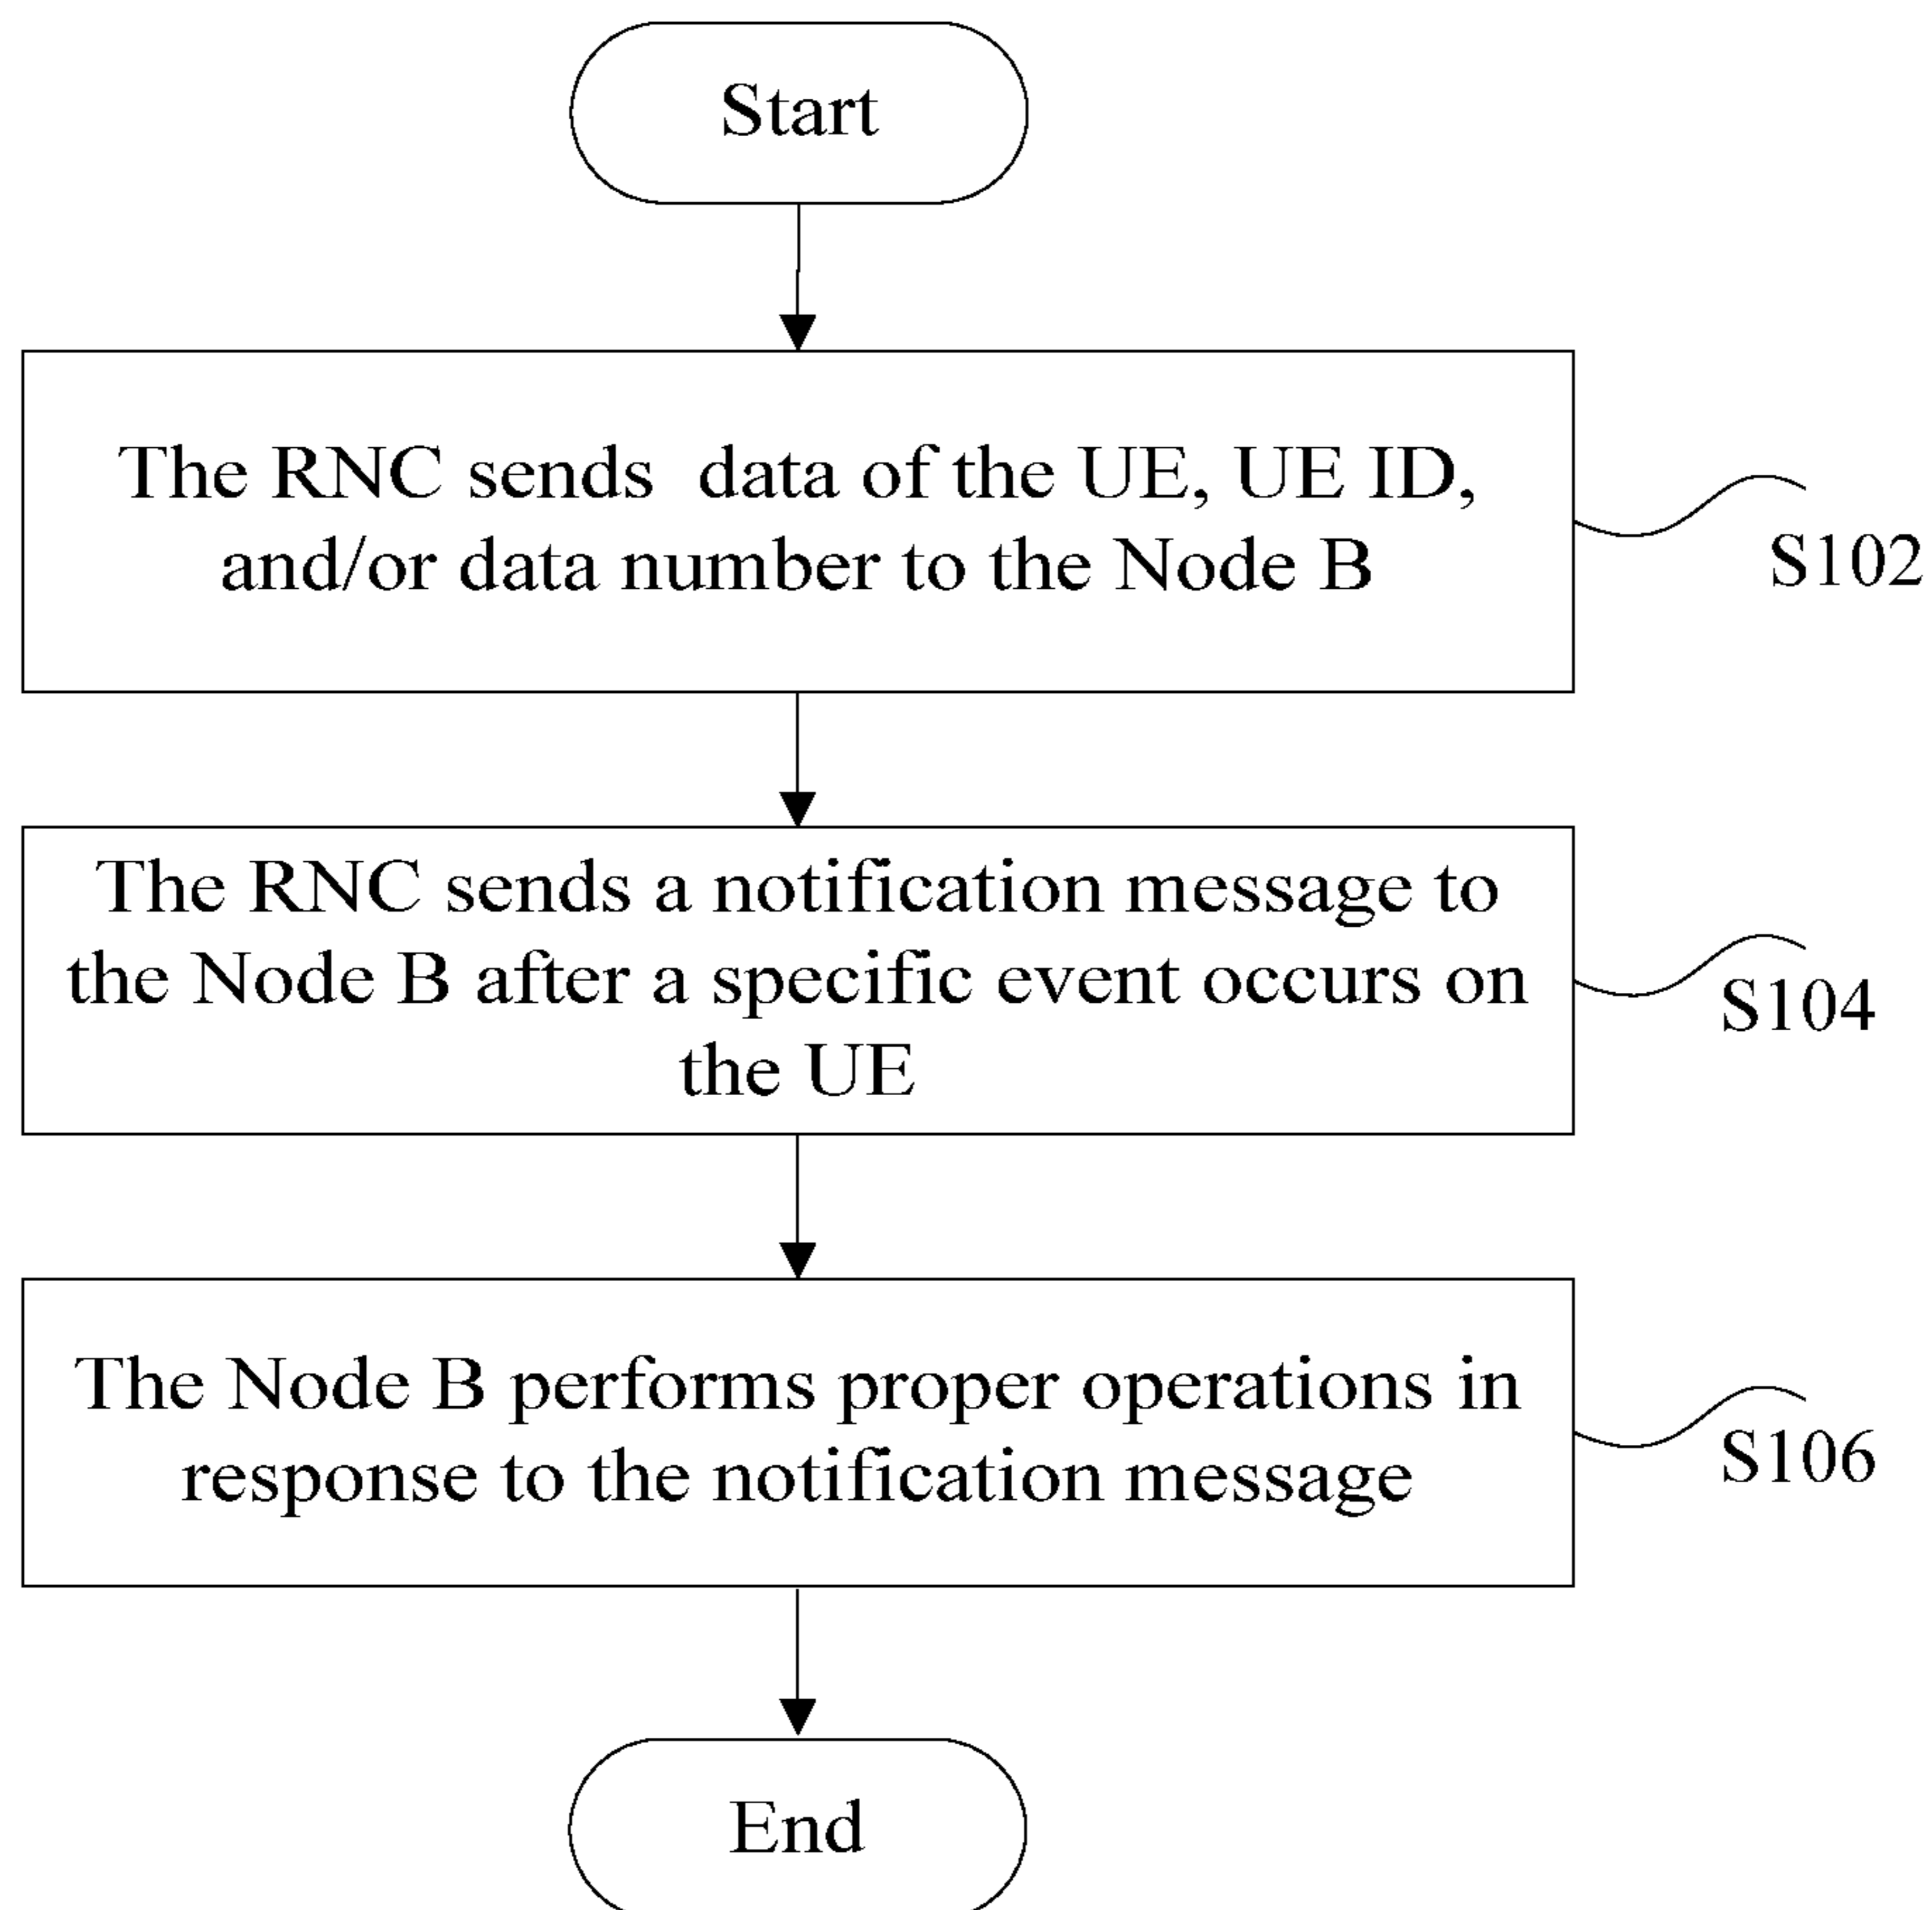 Start
The RNC sends data of the UE, UE ID,
and/or data number to the Node B
S102
The RNC sends a notification message to
the Node B after a specific event occurs on
the UE
S104
The Node B performs proper operations in
response to the notification message
S106
End